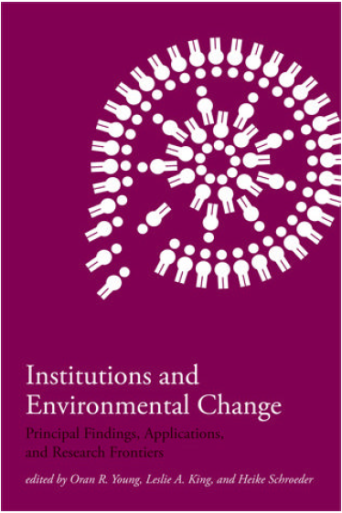 Institutions and
Environmental Change
Principal Findings, Applications,
and Research Frontiers
edited by Oran R. Young, Leslie A. King, and Heike Schroeder